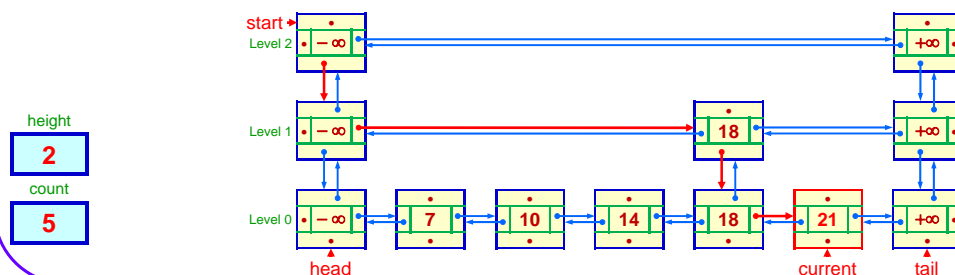 start
Level 2
−∞
+∞
height
2
Level 1
−∞
18
+∞
count
5
Level 0
−∞
7
10
14
18
21
+∞
head
current
tail